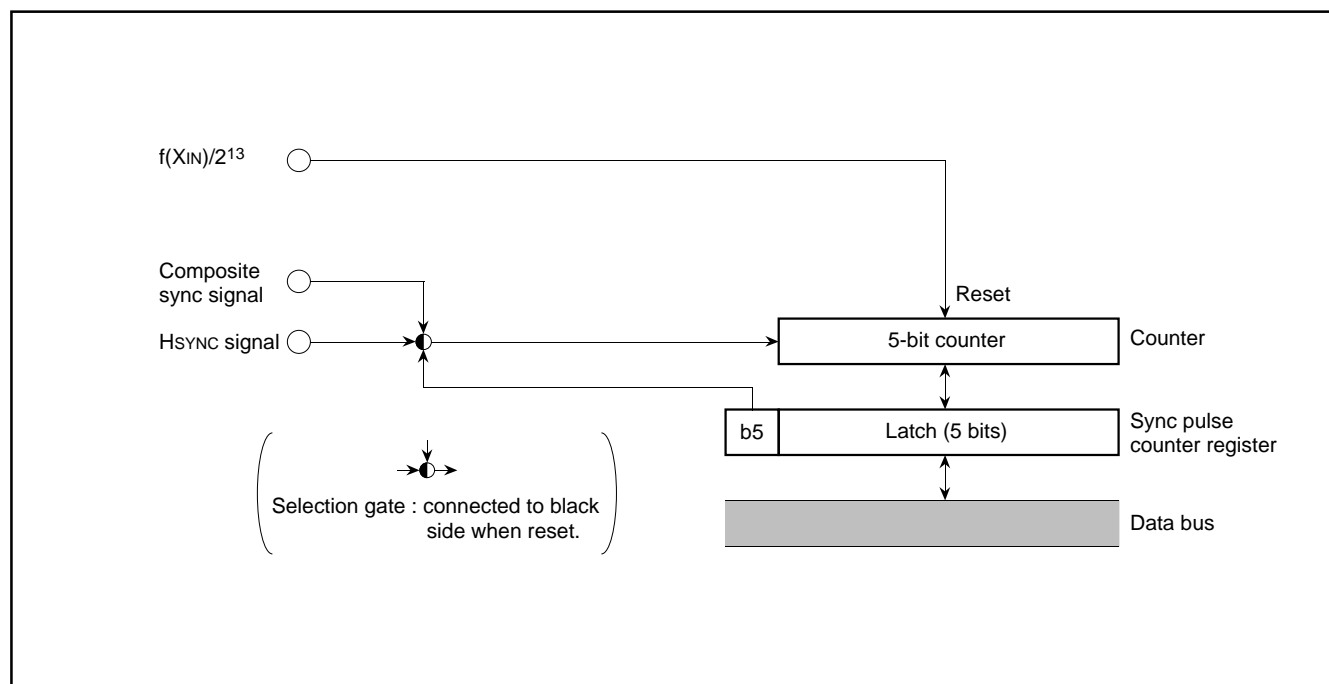 f(XIN)/2¹³
Composite
sync signal
HSYNC signal
Reset
5-bit counter
Counter
b5
Latch (5 bits)
Sync pulse
counter register
Selection gate : connected to black
side when reset.
Data bus